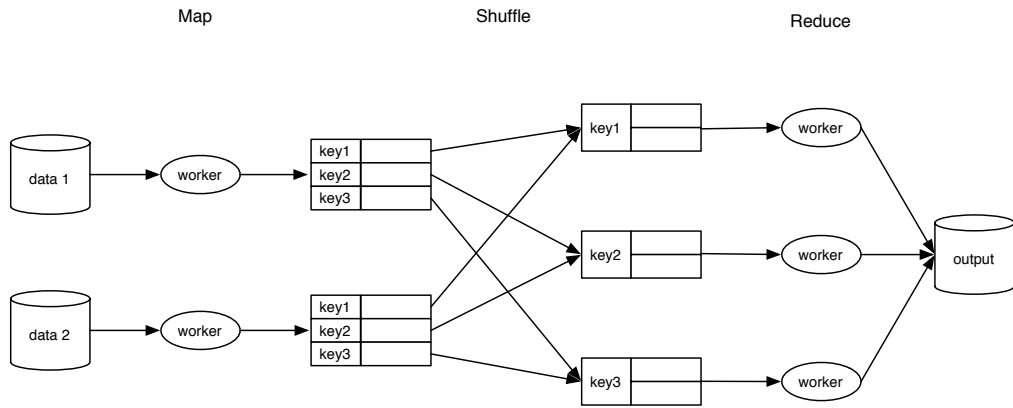 Map
Shuffle
Reduce
data 1
worker
key1
key2
key3
data 2
worker
key1
key2
key3
key1
worker
key2
worker
key3
worker
output